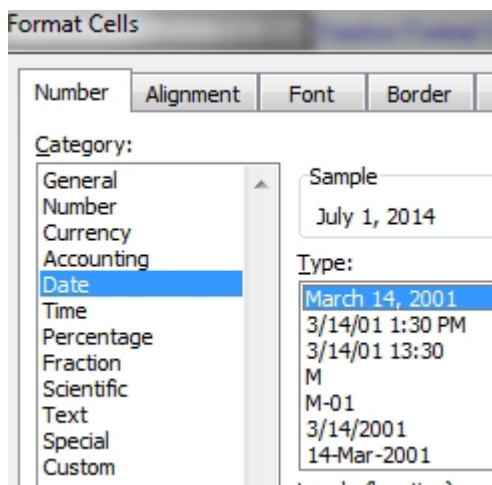 Format Cells
Number Alignment Font Border
Category:
General
Number
Currency
Accounting
Date
Time
Percentage
Fraction
Scientific
Text
Special
Custom
Sample
July 1, 2014
Type:
March 14, 2001
3/14/01 1:30 PM
3/14/01 13:30
M
M-01
3/14/2001
14-Mar-2001